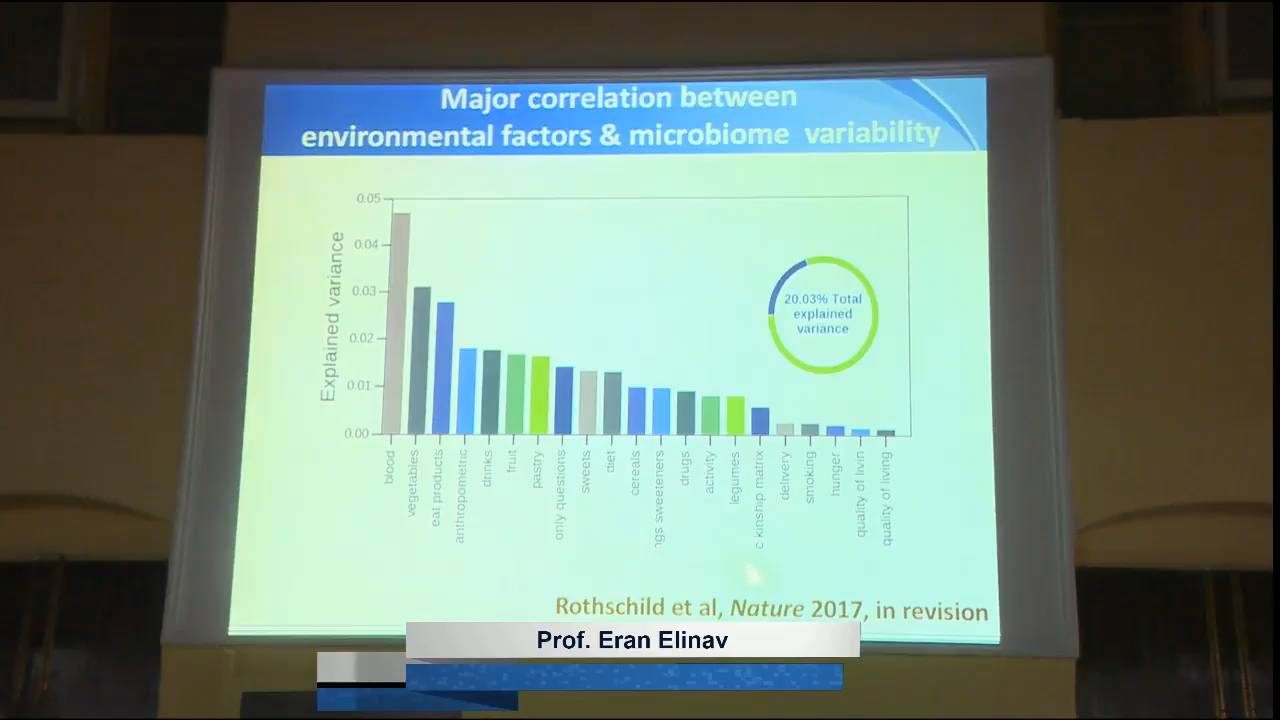 Major correlation between
environmental factors & microbiome variability
0.05
0.04
0.03
0.02
0.01
0.00
Explained variance
20.03% Total
explained
variance
blood
vegetables
eat products
anthropometric
drinks
fruit
pastry
only questions
sweets
diet
cereals
ngs sweeteners
drugs
activity
legumes
c kinship matrix
delivery
smoking
hunger
quality of livin
quality of living
Rothschild et al, Nature 2017, in revision
Prof. Eran Elinav